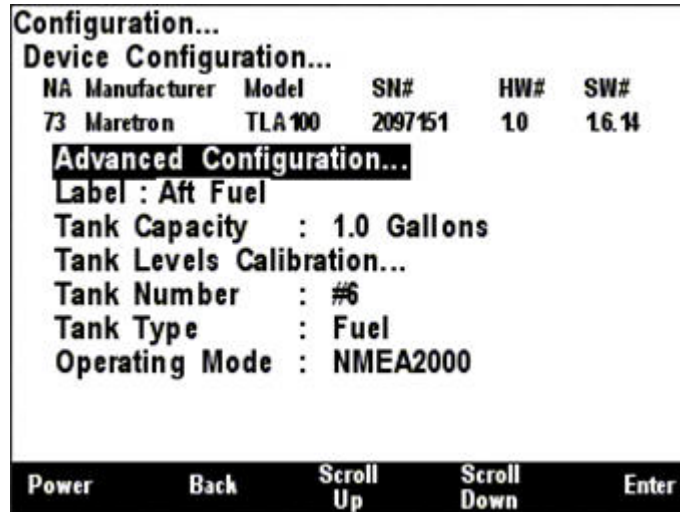 Configuration...
Device Configuration...
NA Manufacturer Model SN# HW# SW#
73 Maretron TLA100 2097151 1.0 1.6.14
Advanced Configuration...
Label : Aft Fuel
Tank Capacity : 1.0 Gallons
Tank Levels Calibration...
Tank Number : #6
Tank Type : Fuel
Operating Mode : NMEA2000
Power Back Scroll Up Scroll Down Enter